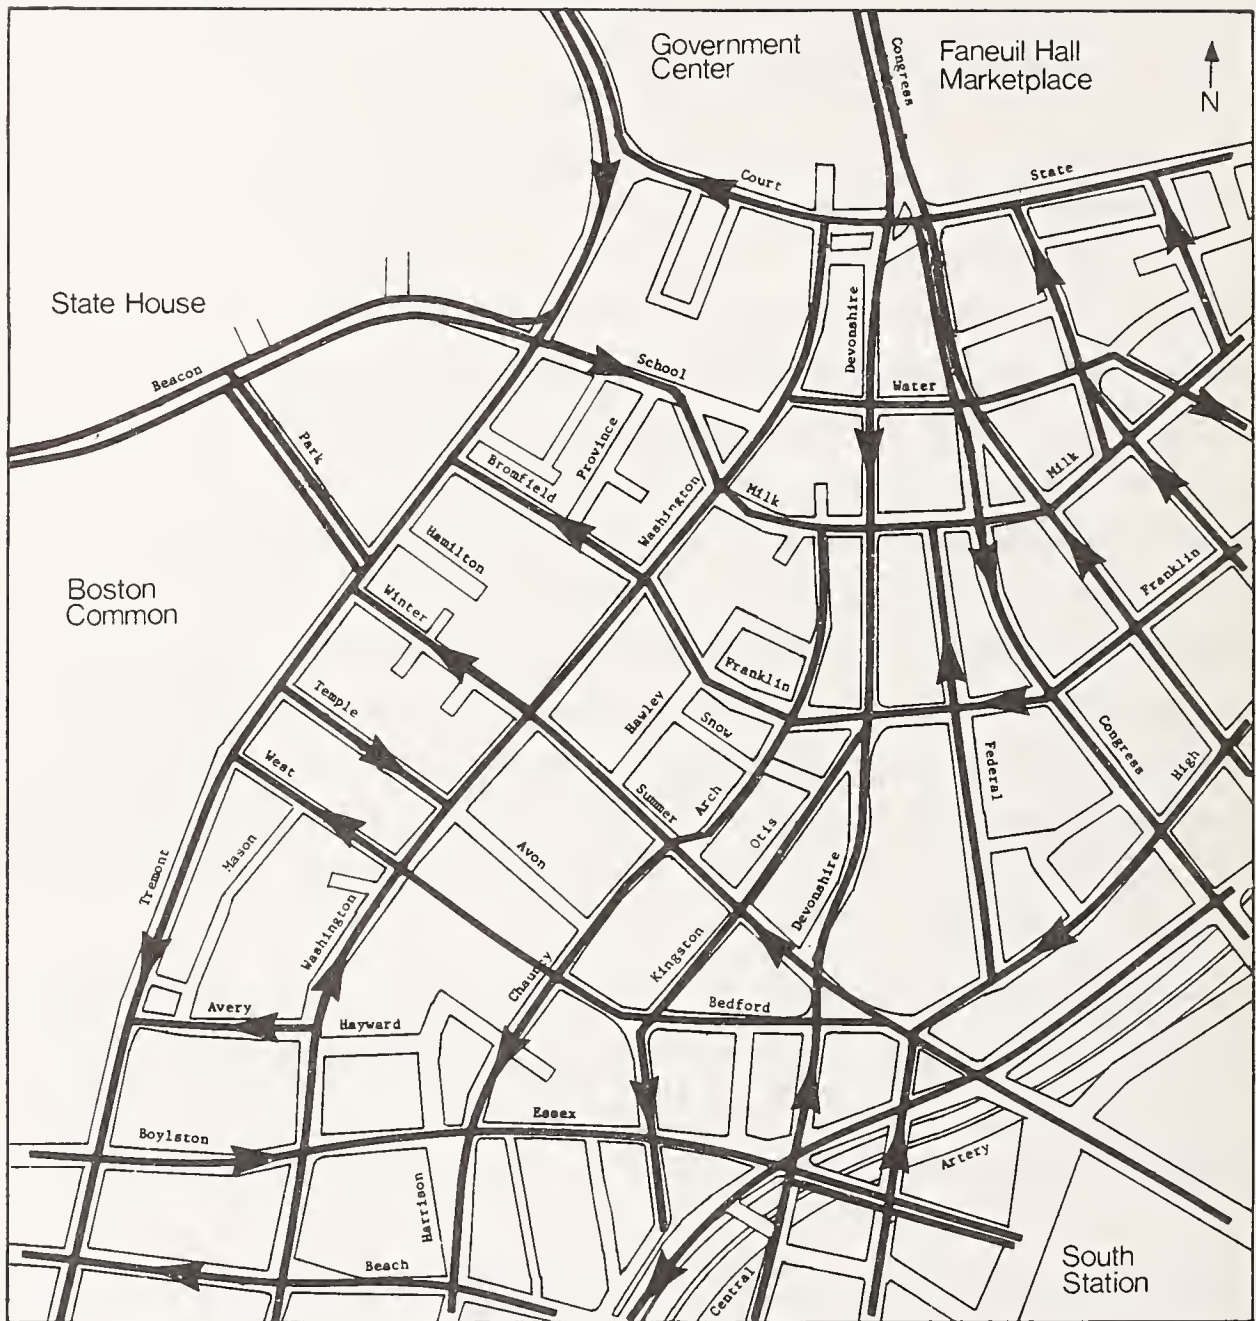 Government
Center
Congress
Faneuil Hall
Marketplace
N
Court
State
State House
Beacon
Park
School
Devonshire
Water
Bromfield
Province
Washington
Milk
Milk
Hamilton
Boston
Common
Winter
Franklin
Franklin
Temple
Hawley
Snow
West
Summer
Arch
Otis
Federal
Congress
High
Mason
Avon
Tremont
Washington
Devonshire
Chauncy
Kingston
Bedford
Avery
Hayward
Essex
Boylston
Artery
Harrison
Beach
Central
South
Station